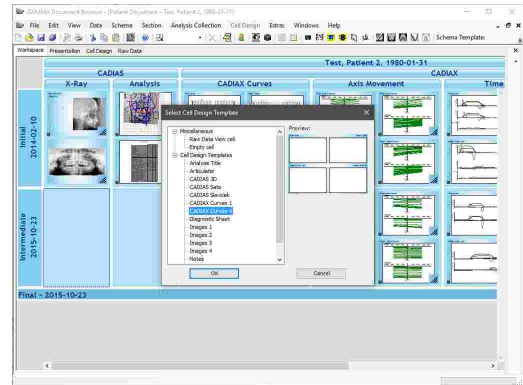 GAMMA Document Browser - [Patient Document - Test, Patient 2, 1980-01-31]
File Edit View Data Schema Section Analysis Collection Cell Design Extras Windows Help
Schema Template:
Workspace Presentation Cell Design Raw Data
Test, Patient 2, 1980-01-31
CADIAS CADIAX
X-Ray Analysis CADIAX Curves Axis Movement Time
Initial
2014-02-10
Select Cell Design Template
Miscellaneous
Raw Data View cell
Empty cell
Cell Design Templates
Analysis Title
Articulator
CADIAS 3D
CADIAS Sato
CADIAS Slavicek
CADIAX Curves 1
CADIAX Curves 4
Diagnostic Sheet
Images 1
Images 2
Images 3
Images 4
Notes
Preview:
OK Cancel
Intermediate
2015-10-23
Final - 2015-10-23